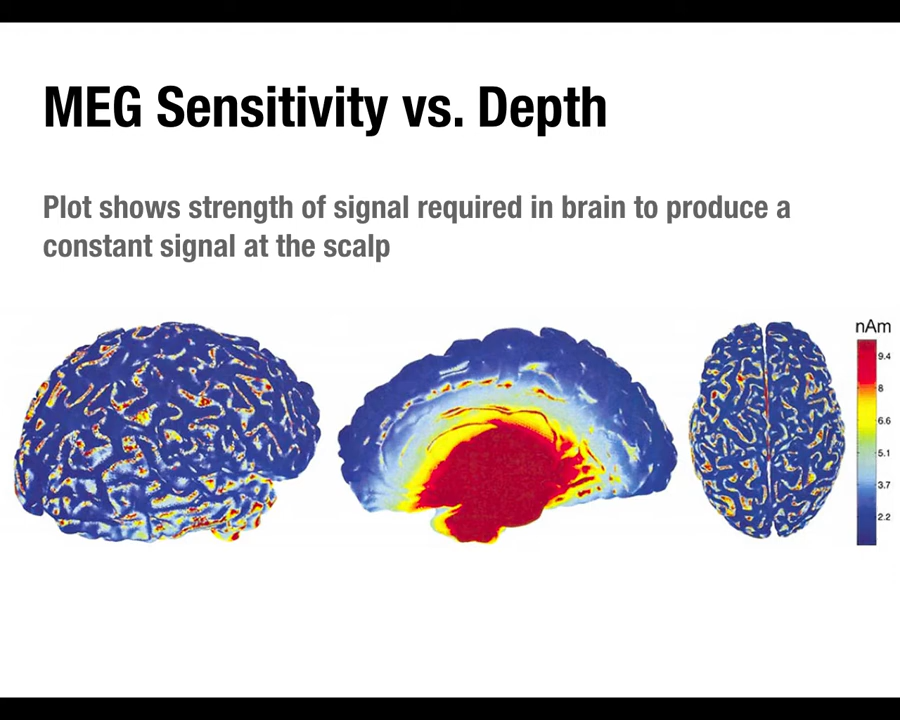 MEG Sensitivity vs. Depth
Plot shows strength of signal required in brain to produce a
constant signal at the scalp
nAm
9.4
8
6.6
5.1
3.7
2.2